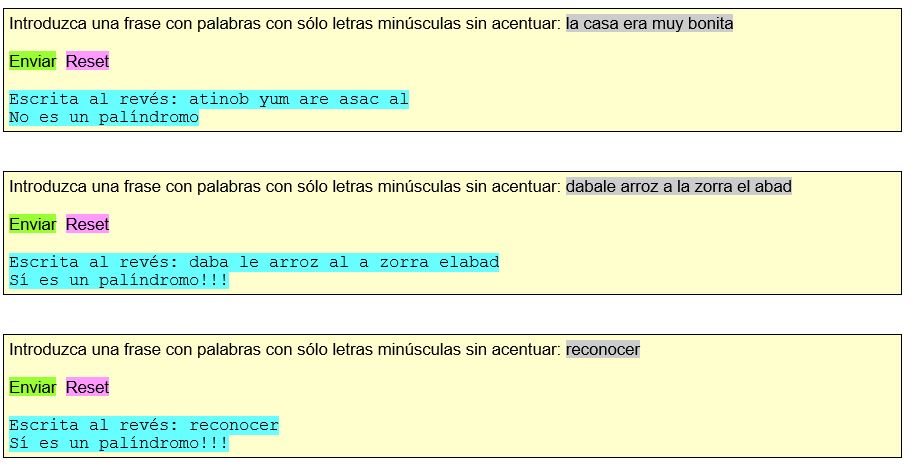 Introduzca una frase con palabras con sólo letras minúsculas sin acentuar: la casa era muy bonita
Enviar Reset
Escrita al revés: atinob yum are asac al
No es un palíndromo
Introduzca una frase con palabras con sólo letras minúsculas sin acentuar: dabale arroz a la zorra el abad
Enviar Reset
Escrita al revés: daba le arroz al a zorra elabad
Sí es un palíndromo!!!
Introduzca una frase con palabras con sólo letras minúsculas sin acentuar: reconocer
Enviar Reset
Escrita al revés: reconocer
Sí es un palíndromo!!!